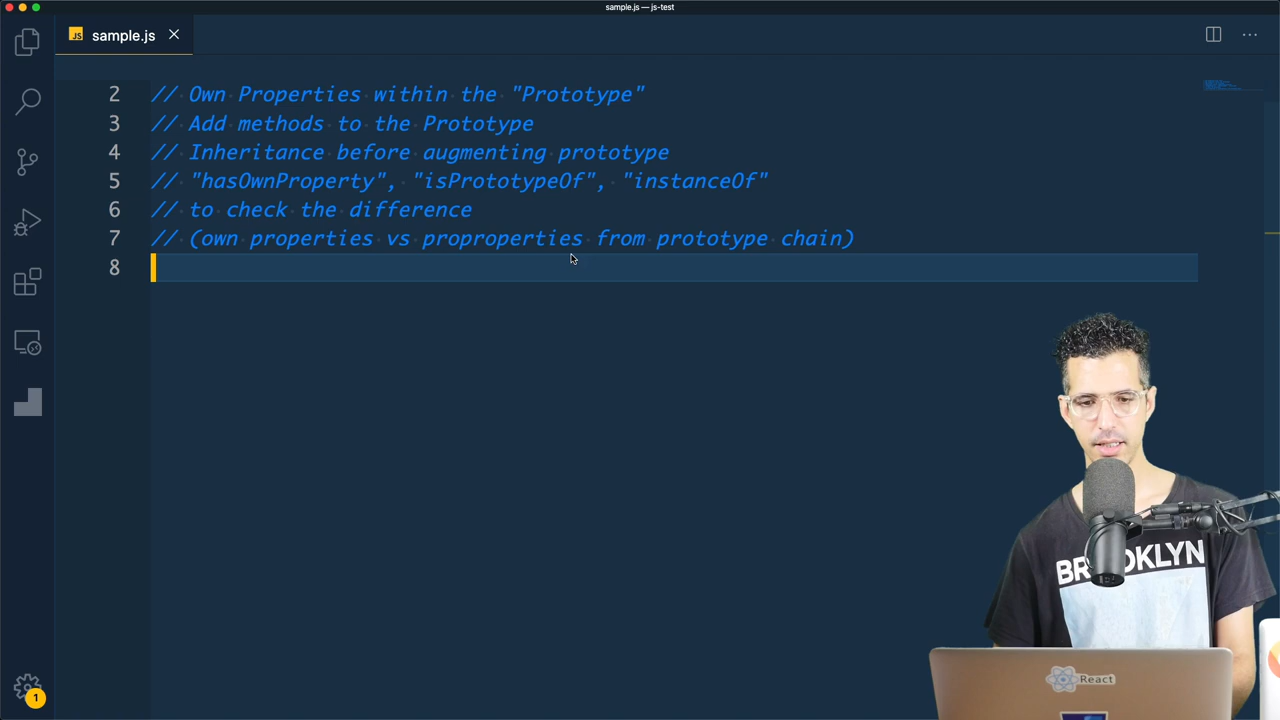 sample.js — js-test
JS sample.js
2 // Own Properties within the "Prototype"
3 // Add methods to the Prototype
4 // Inheritance before augmenting prototype
5 // "hasOwnProperty", "isPrototypeOf", "instanceOf"
6 // to check the difference
7 // (own properties vs proproperties from prototype chain)
8
BROOKLYN
React
1